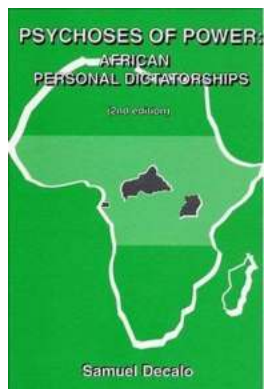 PSYCHOSES OF POWER:
AFRICAN
PERSONAL DICTATORSHIPS
(2nd edition)
Samuel Decalo